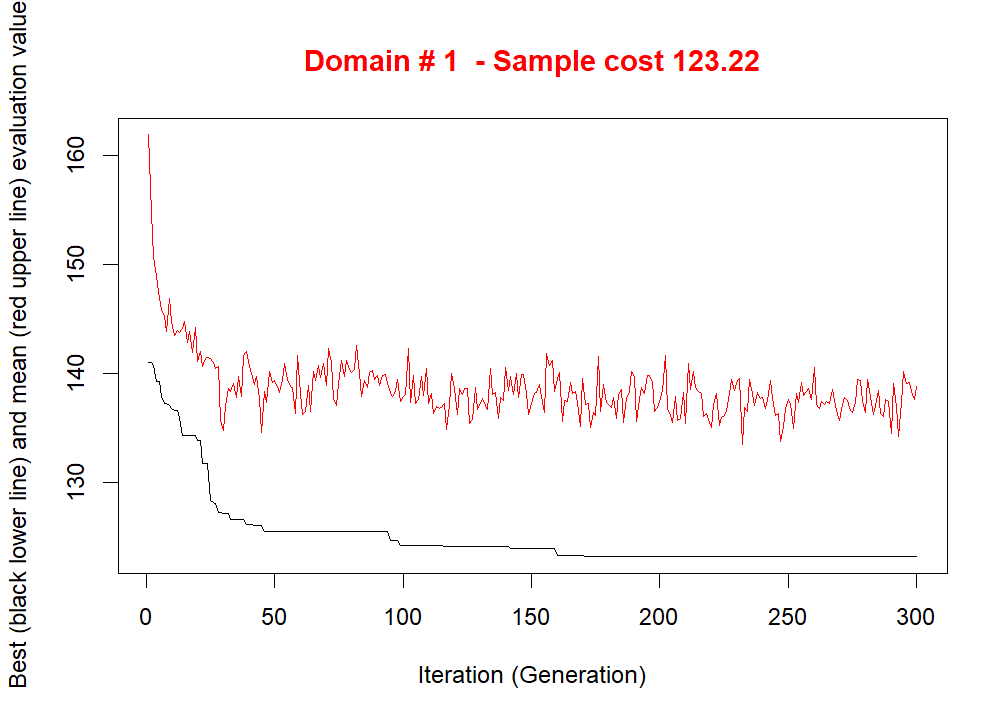 Domain # 1  - Sample cost 123.22
Best (black lower line) and mean (red upper line) evaluation value
160
150
140
130
0 50 100 150 200 250 300
Iteration (Generation)